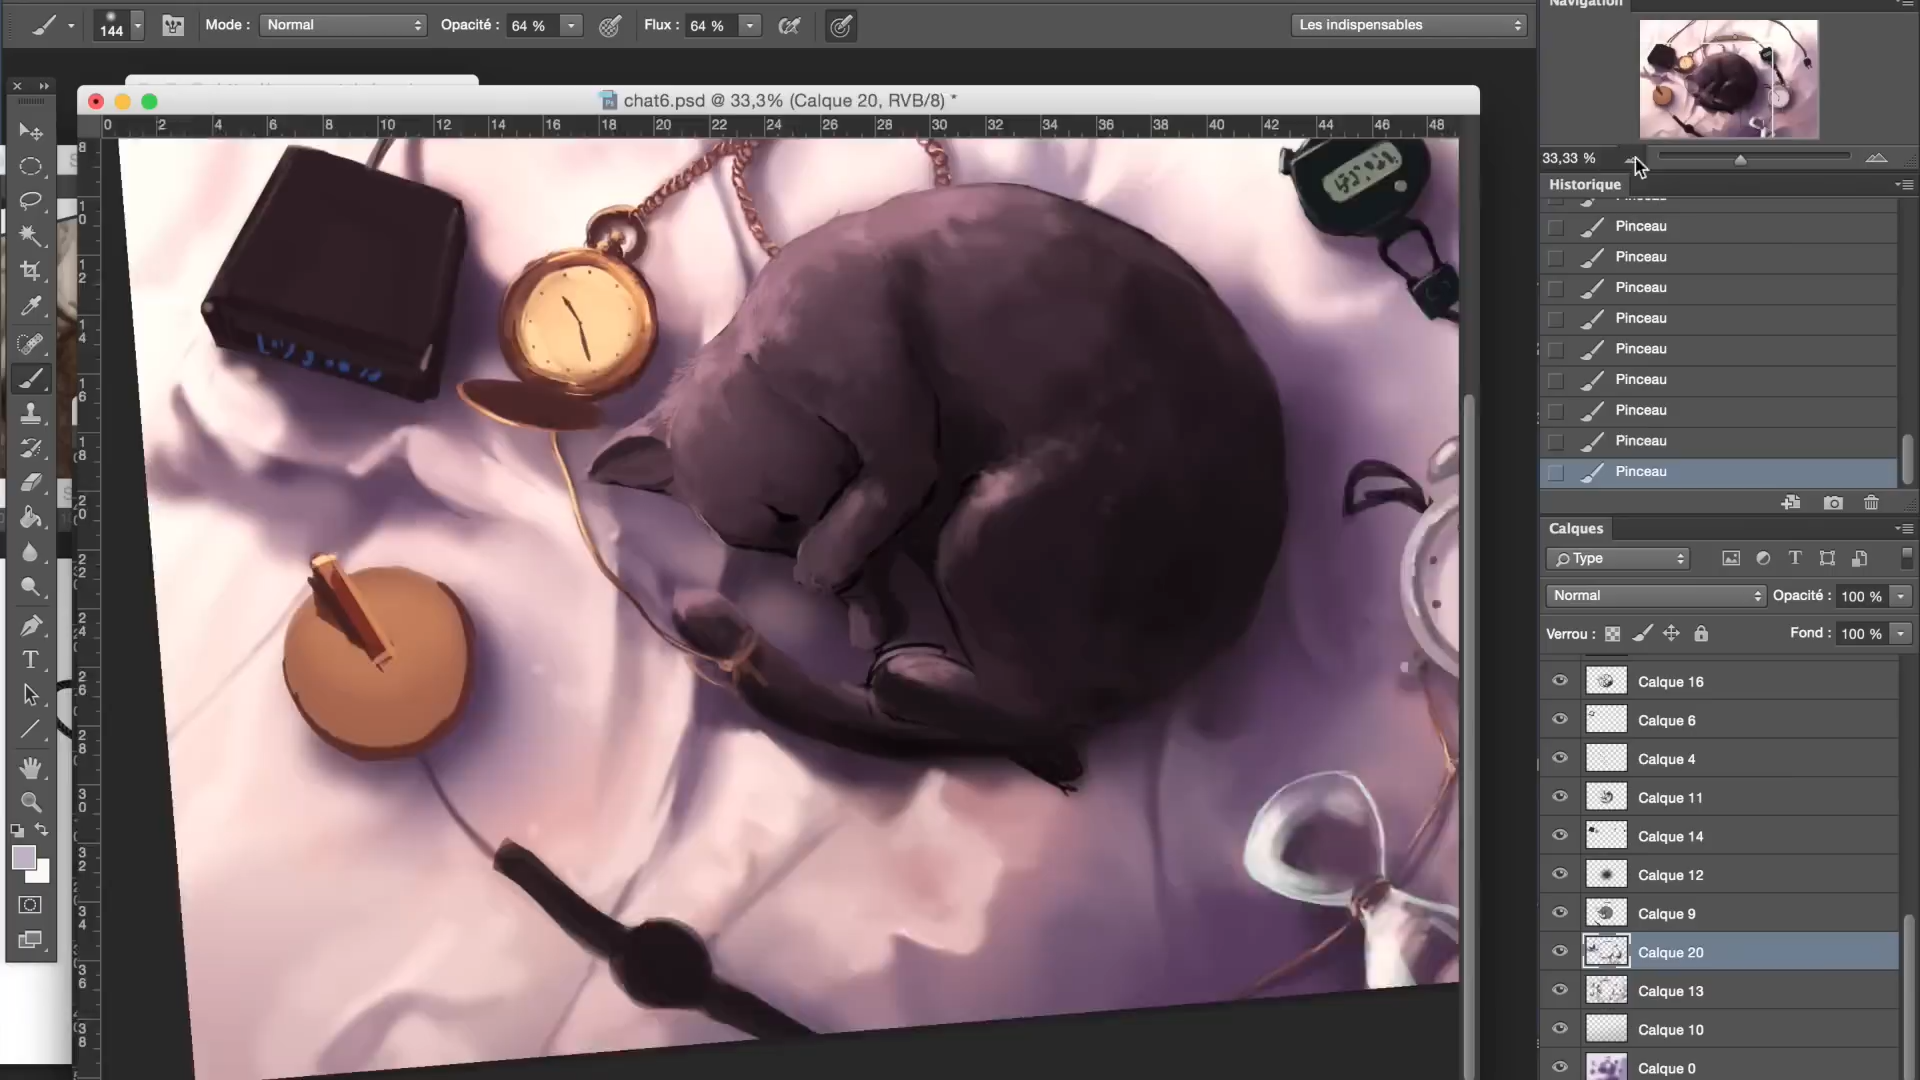 Navigation
144
Mode :
Normal
Opacité :
64 %
Flux :
64 %
Les indispensables
chat6.psd @ 33,3% (Calque 20, RVB/8) *
0 2 4 6 8 10 12 14 16 18 20 22 24 26 28 30 32 34 36 38 40 42 44 46 48
33,33 %
Historique
Pinceau
Pinceau
Pinceau
Pinceau
Pinceau
Pinceau
Pinceau
Pinceau
Pinceau
Pinceau
Calques
Type
Normal
Opacité :
100 %
Verrou :
Fond :
100 %
Calque 16
Calque 6
Calque 4
Calque 11
Calque 14
Calque 12
Calque 9
Calque 20
Calque 13
Calque 10
Calque 0